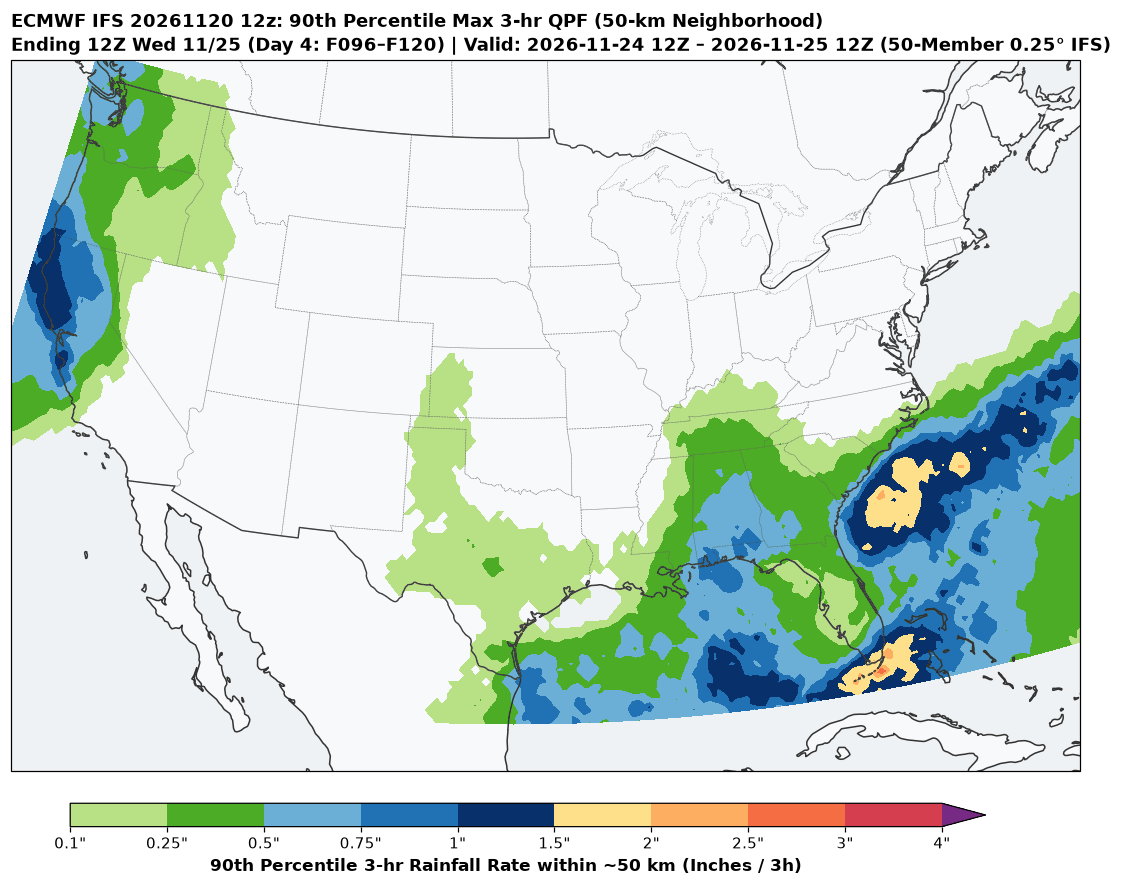 ECMWF IFS 20261120 12z: 90th Percentile Max 3-hr QPF (50-km Neighborhood)
Ending 12Z Wed 11/25 (Day 4: F096–F120) | Valid: 2026-11-24 12Z – 2026-11-25 12Z (50-Member 0.25° IFS)
0.1" 0.25" 0.5" 0.75" 1" 1.5" 2" 2.5" 3" 4"
90th Percentile 3-hr Rainfall Rate within ~50 km (Inches / 3h)